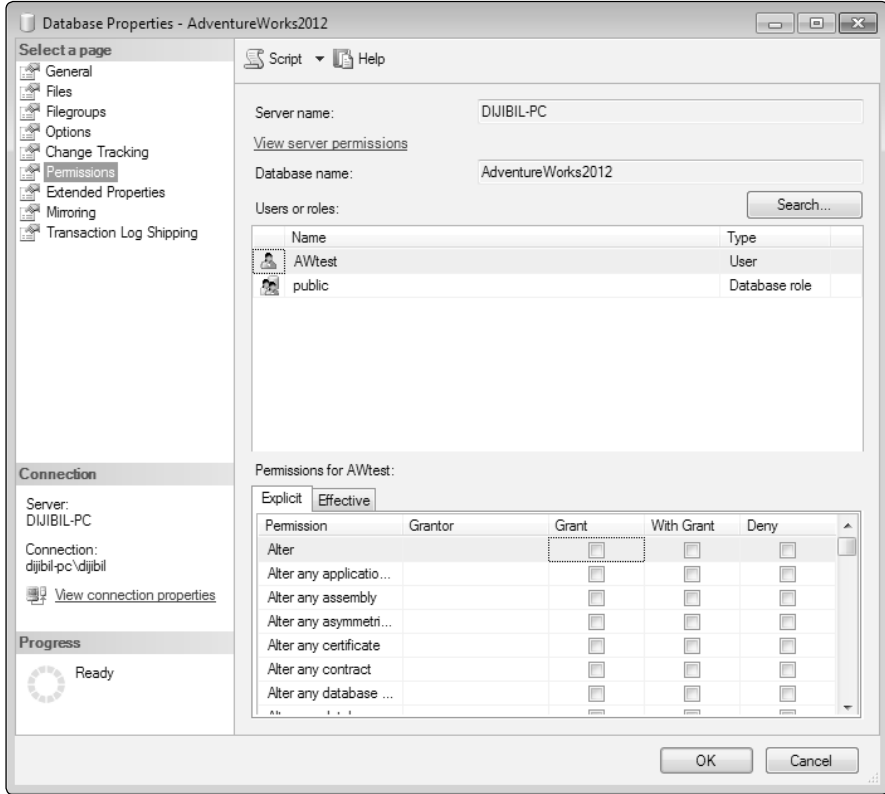 Database Properties - AdventureWorks2012
Select a page
General
Files
Filegroups
Options
Change Tracking
Permissions
Extended Properties
Mirroring
Transaction Log Shipping
Script Help
Server name: DIJIBIL-PC
View server permissions
Database name: AdventureWorks2012
Users or roles: Search...
Name Type
AWtest User
public Database role
Connection
Server:
DIJIBIL-PC
Connection:
dijibil-pc\dijibil
View connection properties
Progress
Ready
Permissions for AWtest:
Explicit Effective
Permission Grantor Grant With Grant Deny
Alter
Alter any applicatio...
Alter any assembly
Alter any asymmetri...
Alter any certificate
Alter any contract
Alter any database ...
OK Cancel